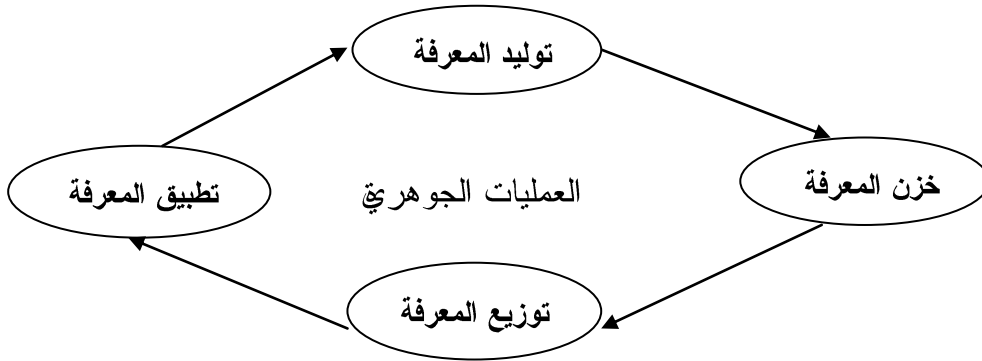 توليد المعرفة
خزن المعرفة
العمليات الجوهرية
تطبيق المعرفة
توزيع المعرفة